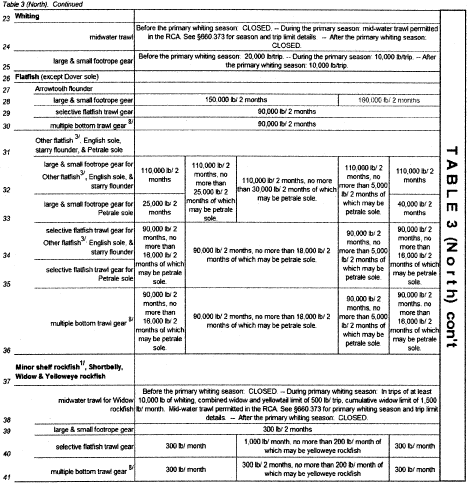 Table 3 (North). Continued
23 Whiting
24 midwater trawl
Before the primary whiting season: CLOSED. -- During the primary season: mid-water trawl permitted
in the RCA. See §660.373 for season and trip limit details. -- After the primary whiting season:
CLOSED.
25 large & small footrope gear
Before the primary whiting season: 20,000 lb/trip. -- During the primary season: 10,000 lb/trip. -- After
the primary whiting season: 10,000 lb/trip.
26 Flatfish (except Dover sole)
27 Arrowtooth flounder
28 large & small footrope gear 150,000 lb/ 2 months 180,000 lb/ 2 months
29 selective flatfish trawl gear 90,000 lb/ 2 months
30 multiple bottom trawl gear 8/ 90,000 lb/ 2 months
31 Other flatfish 3/, English sole,
starry flounder, & Petrale sole
32 large & small footrope gear for
Other flatfish 3/, English sole, &
starry flounder
110,000 lb/ 2
months
33 large & small footrope gear for
Petrale sole
25,000 lb/ 2
months
110,000 lb/ 2
months, no
more than
25,000 lb/ 2
months of which
may be petrale
sole.
110,000 lb/ 2 months, no more
than 30,000 lb/ 2 months of which
may be petrale sole.
110,000 lb/ 2
months, no
more than 5,000
lb/ 2 months of
which may be
petrale sole.
110,000 lb/ 2
months
40,000 lb/ 2
months
34 selective flatfish trawl gear for
Other flatfish 3/, English sole, &
starry flounder
35 selective flatfish trawl gear for
Petrale sole
90,000 lb/ 2
months, no
more than
16,000 lb/ 2
months of which
may be petrale
sole.
90,000 lb/ 2 months, no more than 18,000 lb/ 2
months of which may be petrale sole.
90,000 lb/ 2
months, no
more than 5,000
lb/ 2 months of
which may be
petrale sole.
90,000 lb/ 2
months, no
more than
16,000 lb/ 2
months of which
may be petrale
sole.
36 multiple bottom trawl gear 8/
90,000 lb/ 2
months, no
more than
16,000 lb/ 2
months of which
may be petrale
sole.
90,000 lb/ 2 months, no more than 18,000 lb/ 2
months of which may be petrale sole.
90,000 lb/ 2
months, no
more than 5,000
lb/ 2 months of
which may be
petrale sole.
90,000 lb/ 2
months, no
more than
16,000 lb/ 2
months of which
may be petrale
sole.
37 Minor shelf rockfish 1/, Shortbelly,
Widow & Yelloweye rockfish
38 midwater trawl for Widow
rockfish
Before the primary whiting season: CLOSED. -- During primary whiting season: In trips of at least
10,000 lb of whiting, combined widow and yellowtail limit of 500 lb/ trip, cumulative widow limit of 1,500
lb/ month. Mid-water trawl permitted in the RCA. See §660.373 for primary whiting season and trip limit
details. -- After the primary whiting season: CLOSED.
39 large & small footrope gear 300 lb/ 2 months
40 selective flatfish trawl gear 300 lb/ month
1,000 lb/ month, no more than 200 lb/ month of
which may be yelloweye rockfish
300 lb/ month
41 multiple bottom trawl gear 8/ 300 lb/ month
300 lb/ 2 months, no more than 200 lb/ month of
which may be yelloweye rockfish
300 lb/ month
TABLE 3 (North) con't